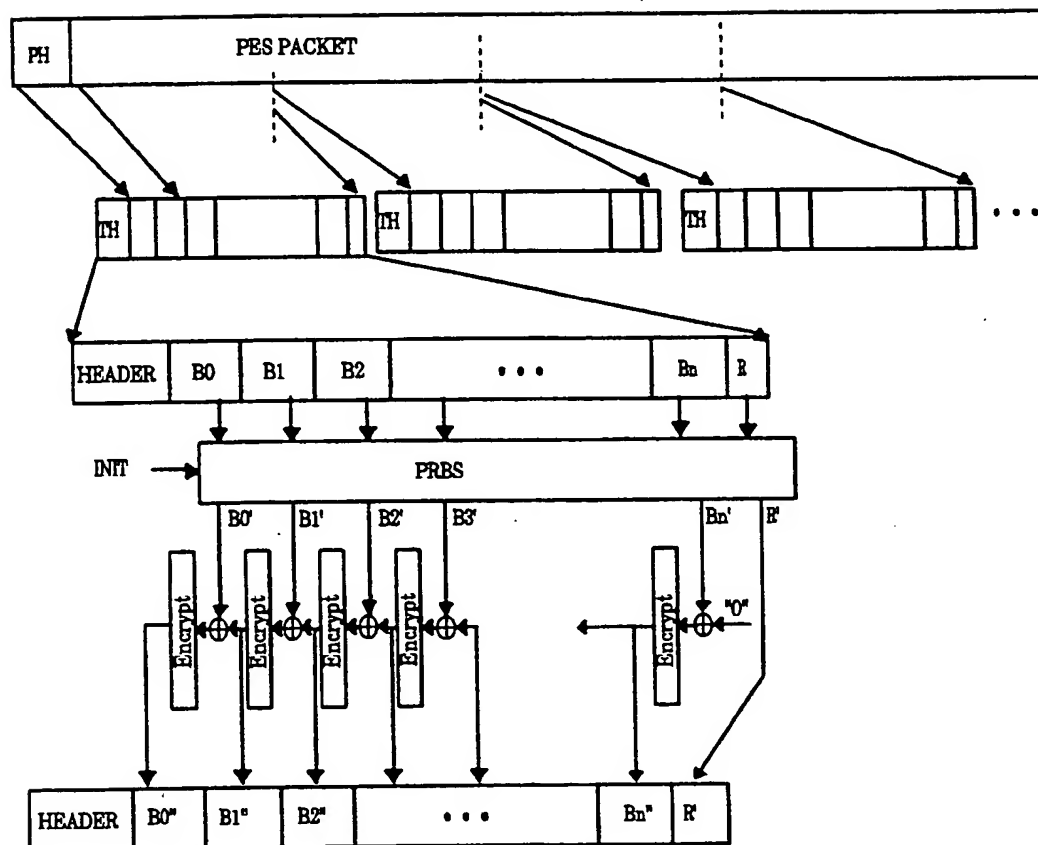 PH PES PACKET
TH TH TH • • •
HEADER B0 B1 B2 • • • Bn R
INIT PRBS
B0' B1' B2' B3' Bn' R'
Encrypt Encrypt Encrypt Encrypt Encrypt "0"
HEADER B0" B1" B2" • • • Bn" R'